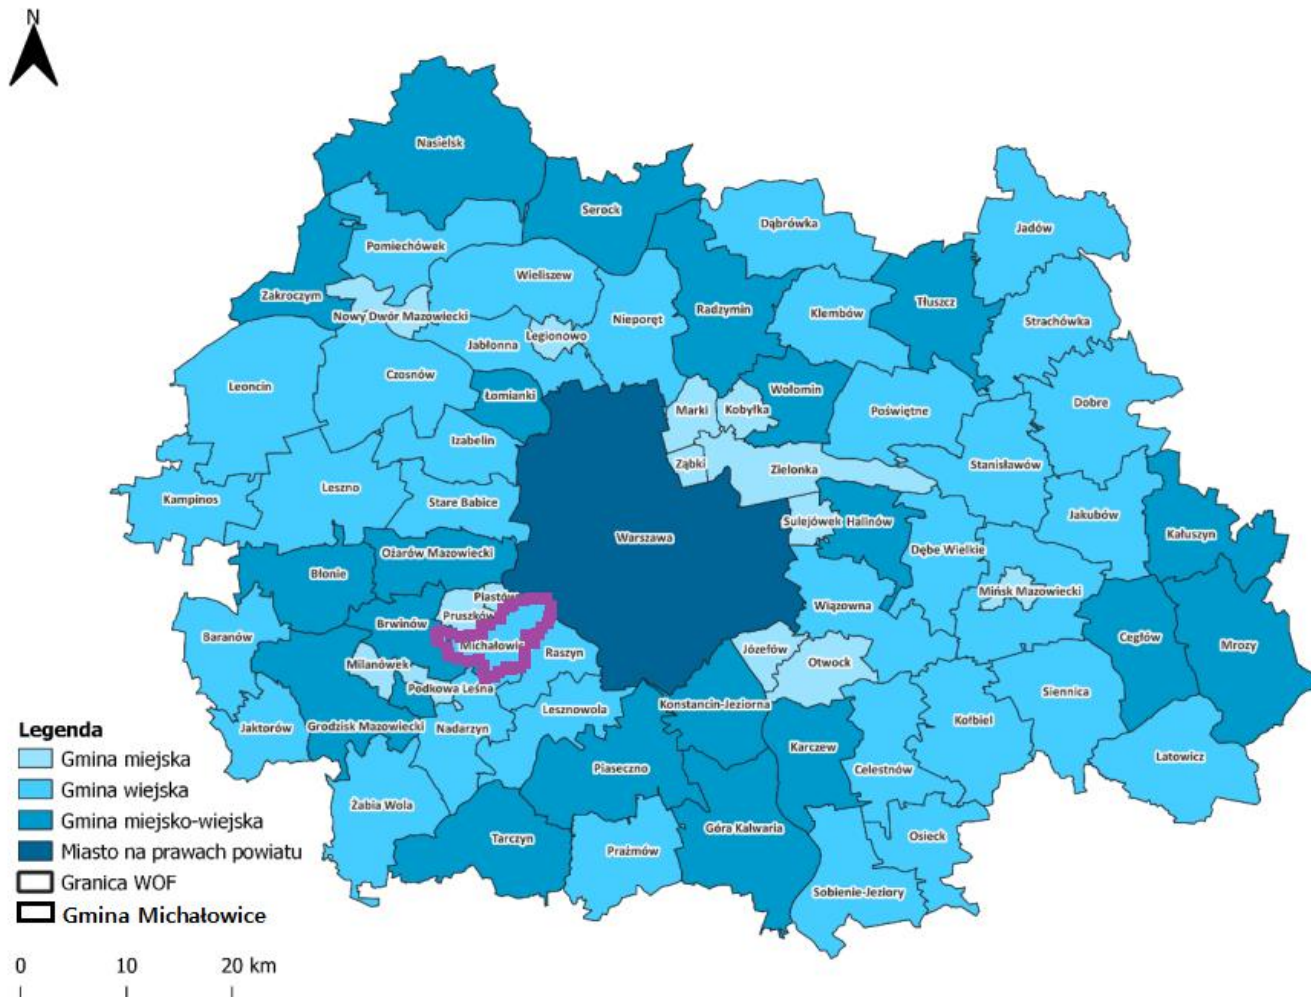 N
Nasielsk
Serock
Dąbrówka
Jadów
Pomiechówek
Wieliszew
Zakroczym
Nowy Dwór Mazowiecki
Nieporęt
Radzymin
Klembów
Tłuszcz
Strachówka
Legionowo
Jabłonna
Leoncin
Czosnów
Łomianki
Wołomin
Marki
Kobyłka
Poświętne
Dobre
Izabelin
Ząbki
Zielonka
Stanisławów
Kampinos
Leszno
Stare Babice
Jakubów
Sulejówek
Halinów
Kałuszyn
Warszawa
Ożarów Mazowiecki
Dębe Wielkie
Błonie
Mińsk Mazowiecki
Piastów
Pruszków
Wiązowna
Brwinów
Baranów
Michałowic
Raszyn
Józefów
Otwock
Cegłów
Mrozy
Milanówek
Podkowa Leśna
Siennica
Konstancin-Jeziorna
Lesznowola
Kołbiel
Jaktorów
Grodzisk Mazowiecki
Nadarzyn
Karczew
Latowicz
Piaseczno
Celestnów
Żabia Wola
Góra Kalwaria
Tarczyn
Osieck
Prażmów
Sobienie-Jeziory
Legenda
Gmina miejska
Gmina wiejska
Gmina miejsko-wiejska
Miasto na prawach powiatu
Granica WOF
Gmina Michałowice
0 10 20 km